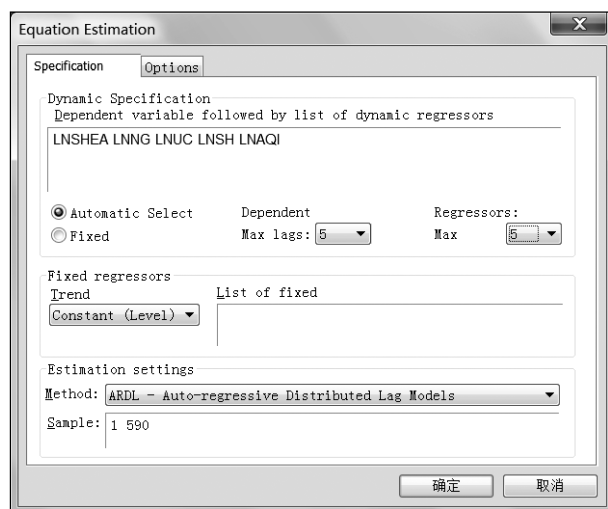 Equation Estimation
Specification Options
Dynamic Specification
Dependent variable followed by list of dynamic regressors
LNSHEA LNNG LNUC LNSH LNAQI
Automatic Select Dependent Regressors:
Fixed Max lags: 5 Max 5
Fixed regressors
Trend List of fixed
Constant (Level)
Estimation settings
Method: ARDL - Auto-regressive Distributed Lag Models
Sample: 1 590
确定 取消